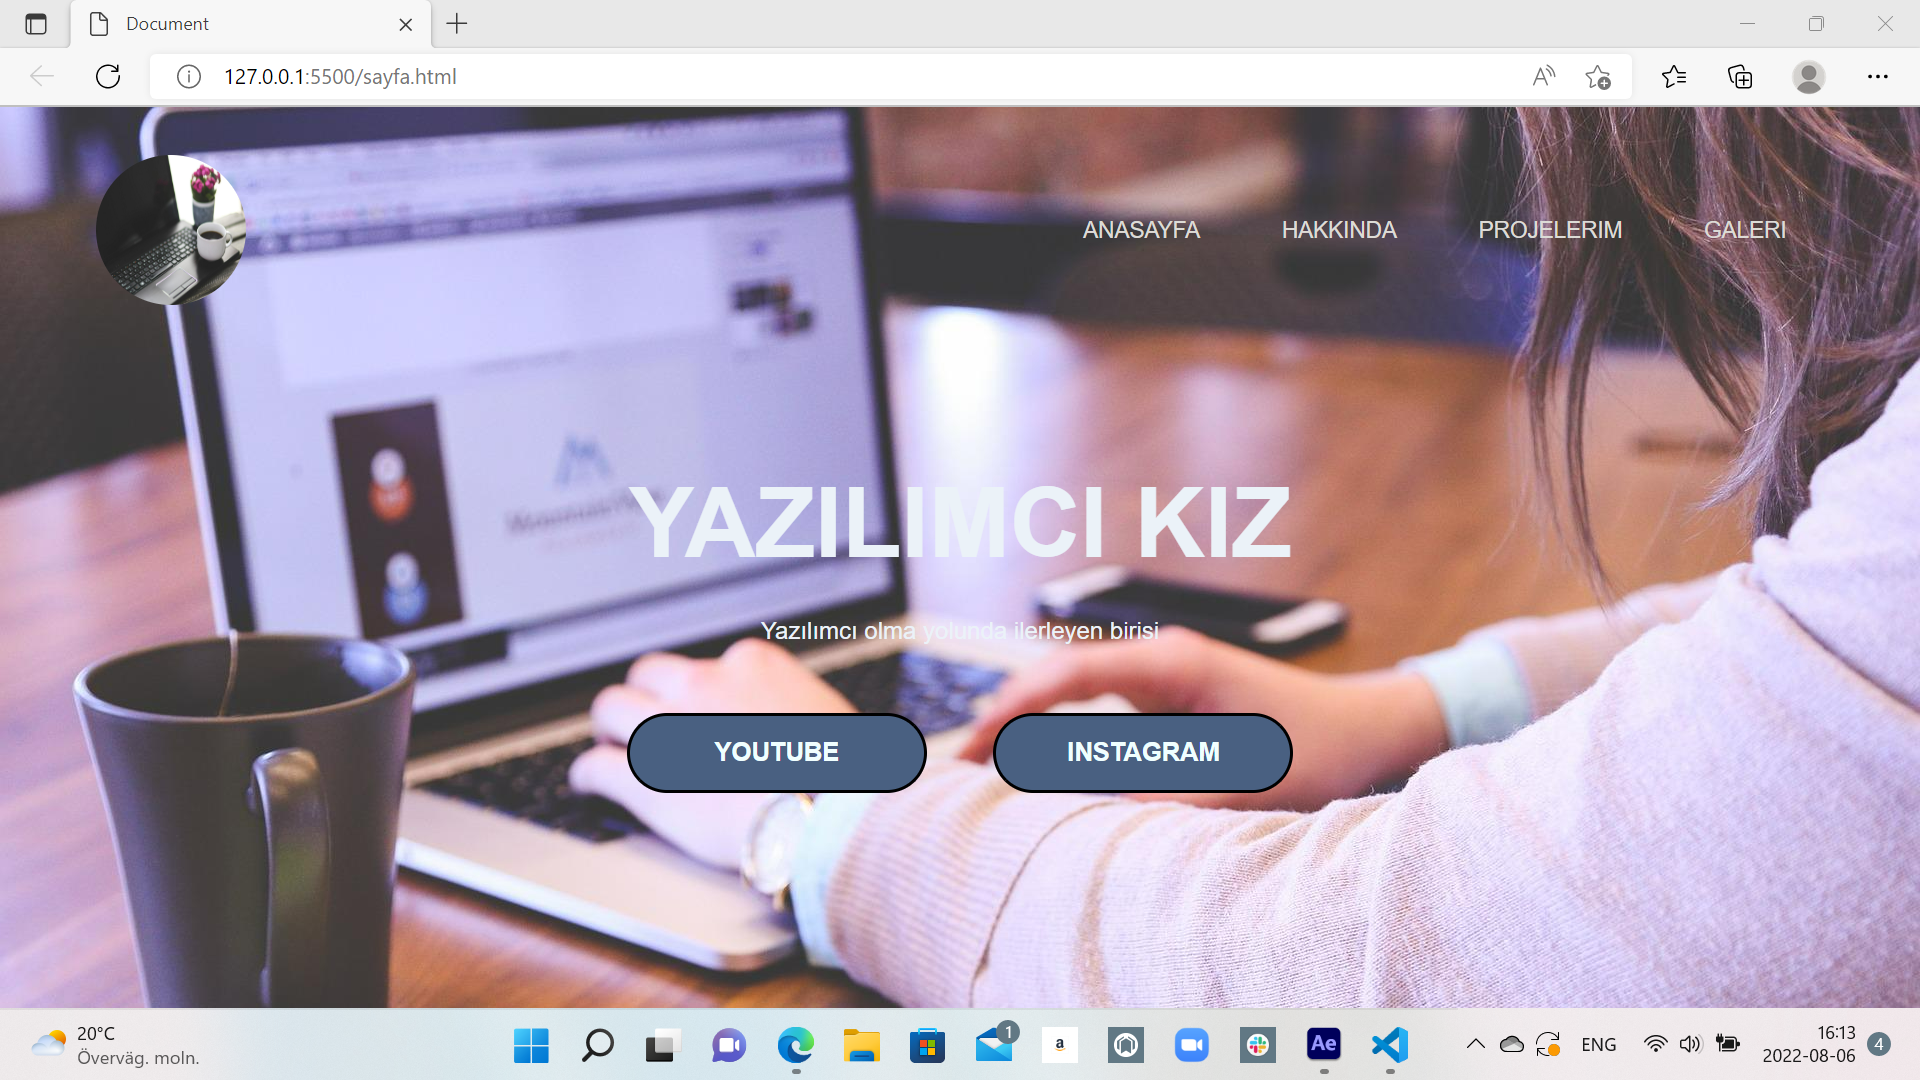 Document
127.0.0.1:5500/sayfa.html
ANASAYFA HAKKINDA PROJELERIM GALERI
YAZILIMCI KIZ
Yazılımcı olma yolunda ilerleyen birisi
YOUTUBE INSTAGRAM
20°C
Överväg. moln.
1
a
Ae
ENG
16:13
2022-08-06
4